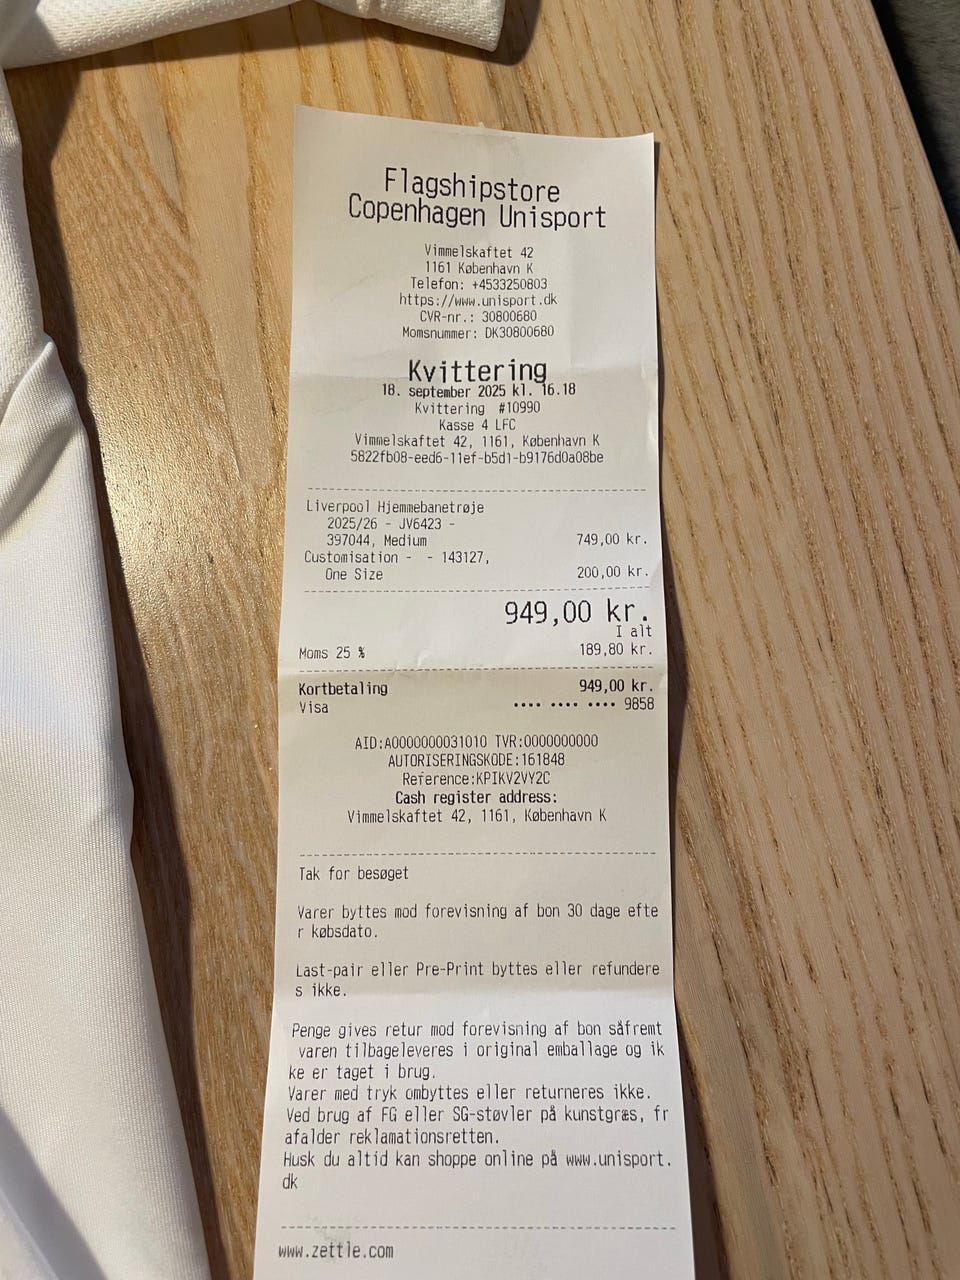 Flagshipstore
Copenhagen Unisport
Vimmelskaftet 42
1161 København K
Telefon: +4533250803
https://www.unisport.dk
CVR-nr.: 30800680
Momsnummer: DK30800680
Kvittering
18. september 2025 kl. 16.18
Kvittering #10990
Kasse 4 LFC
Vimmelskaftet 42, 1161, København K
5822fb08-eed6-11ef-b5d1-b9176d0a08be
Liverpool Hjemmebanetrøje
2025/26 - JV6423 -
397044, Medium 749,00 kr.
Customisation - - 143127,
One Size 200,00 kr.
949,00 kr.
I alt
Moms 25 % 189,80 kr.
Kortbetaling 949,00 kr.
Visa •••• •••• •••• 9858
AID:A0000000031010 TVR:0000000000
AUTORISERINGSKODE:161848
Reference:KPIKV2VY2C
Cash register address:
Vimmelskaftet 42, 1161, København K
Tak for besøget
Varer byttes mod forevisning af bon 30 dage efte
r købsdato.
Last-pair eller Pre-Print byttes eller refundere
s ikke.
Penge gives retur mod forevisning af bon såfremt
varen tilbageleveres i original emballage og ik
ke er taget i brug.
Varer med tryk ombyttes eller returneres ikke.
Ved brug af FG eller SG-støvler på kunstgræs, fr
afalder reklamationsretten.
Husk du altid kan shoppe online på www.unisport.
dk
www.zettle.com